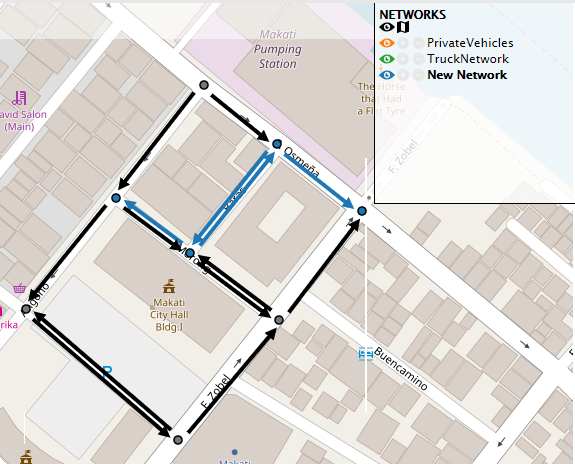 NETWORKS
PrivateVehicles
TruckNetwork
New Network
Makati
Pumping
Station
The Horse
that Had
a Flat Tyre
David Salon
(Main)
Osmeña
F. Zobel
Makati
City Hall
Bldg.I
P
F. Zobel
Buencamino
Makati